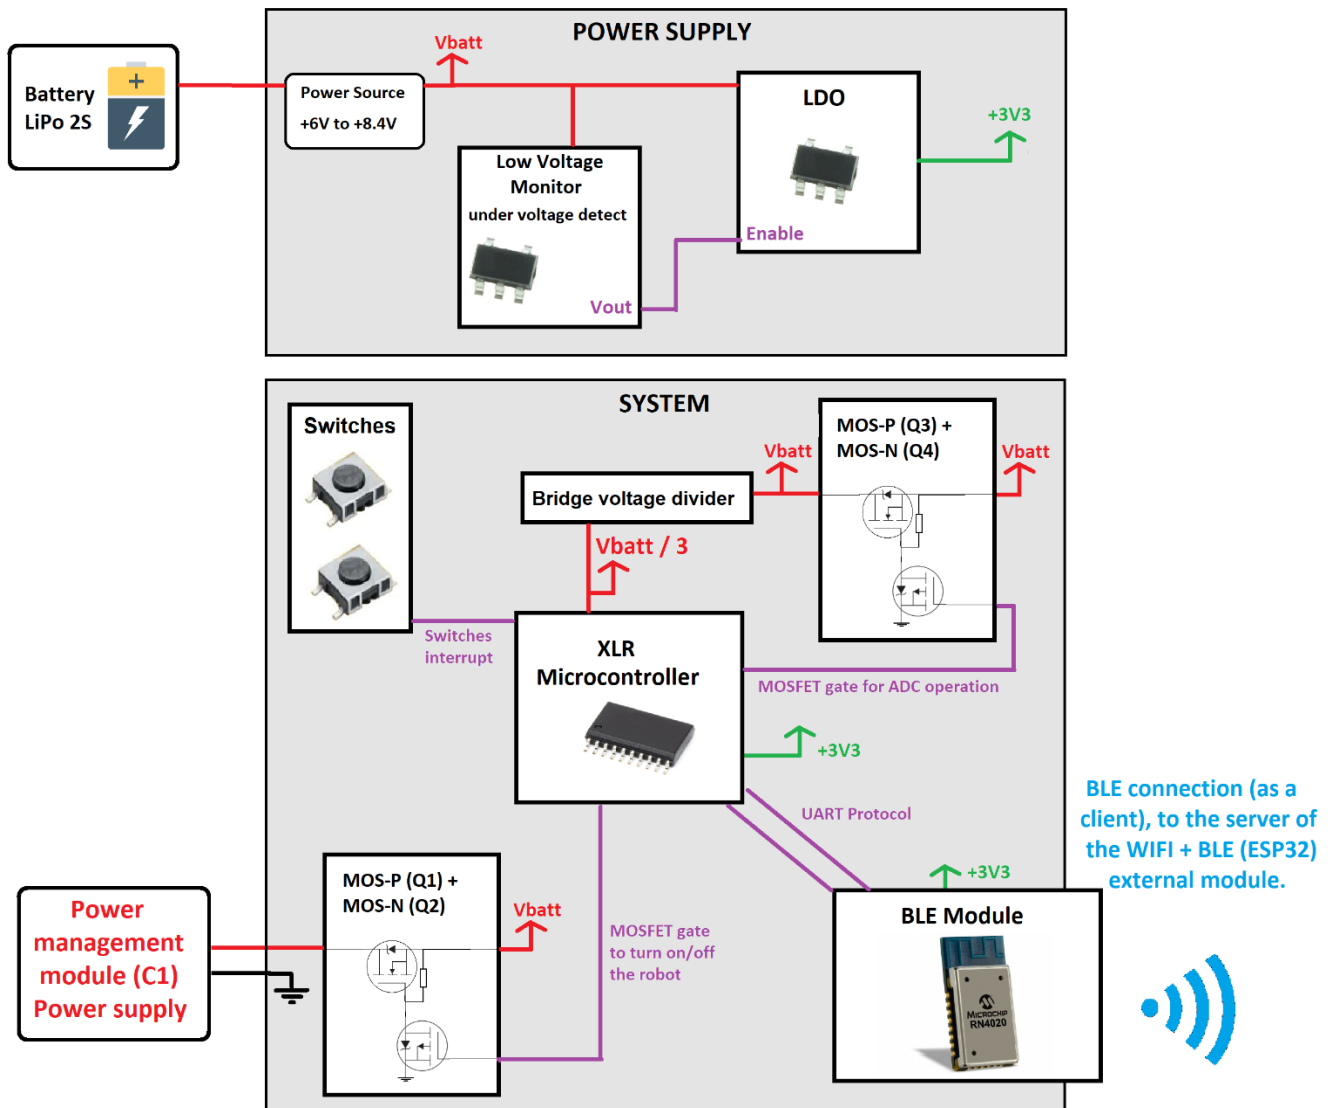 POWER SUPPLY
Battery
LiPo 2S
+
Power Source
+6V to +8.4V
Vbatt
LDO
+3V3
Low Voltage
Monitor
under voltage detect
Enable
Vout
SYSTEM
Switches
MOS-P (Q3) +
MOS-N (Q4)
Vbatt
Vbatt
Bridge voltage divider
Vbatt / 3
Switches
interrupt
XLR
Microcontroller
MOSFET gate for ADC operation
+3V3
UART Protocol
BLE connection (as a
client), to the server of
the WIFI + BLE (ESP32)
external module.
MOS-P (Q1) +
MOS-N (Q2)
Vbatt
MOSFET gate
to turn on/off
the robot
Power
management
module (C1)
Power supply
+3V3
BLE Module
MICROCHIP
RN4020